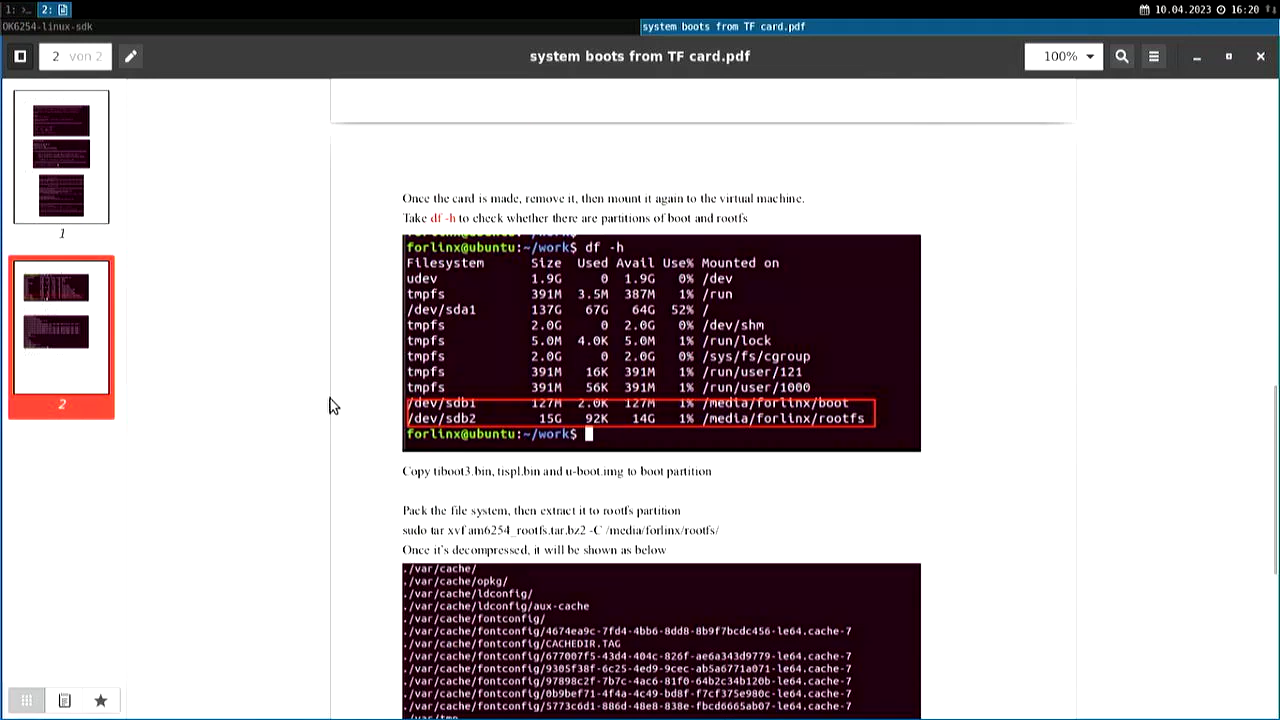 1: >_ 2:
10.04.2023 16:20
OK6254-linux-sdk system boots from TF card.pdf
2 von 2 system boots from TF card.pdf 100%
1
2
Once the card is made, remove it, then mount it again to the virtual machine.
Take df -h to check whether there are partitions of boot and rootfs
forlinx@ubuntu:~/work$ df -h
Filesystem Size Used Avail Use% Mounted on
udev 1.9G 0 1.9G 0% /dev
tmpfs 391M 3.5M 387M 1% /run
/dev/sda1 137G 67G 64G 52% /
tmpfs 2.0G 0 2.0G 0% /dev/shm
tmpfs 5.0M 4.0K 5.0M 1% /run/lock
tmpfs 2.0G 0 2.0G 0% /sys/fs/cgroup
tmpfs 391M 16K 391M 1% /run/user/121
tmpfs 391M 56K 391M 1% /run/user/1000
/dev/sdb1 127M 2.0K 127M 1% /media/forlinx/boot
/dev/sdb2 15G 92K 14G 1% /media/forlinx/rootfs
forlinx@ubuntu:~/work$
Copy tiboot3.bin, tispl.bin and u-boot.img to boot partition
Pack the file system, then extract it to rootfs partition
sudo tar xvf am6254_rootfs.tar.bz2 -C /media/forlinx/rootfs/
Once it's decompressed, it will be shown as below
./var/cache/
./var/cache/opkg/
./var/cache/ldconfig/
./var/cache/ldconfig/aux-cache
./var/cache/fontconfig/
./var/cache/fontconfig/4674ea9c-7fd4-4bb6-8dd8-8b9f7bcdc456-le64.cache-7
./var/cache/fontconfig/CACHEDIR.TAG
./var/cache/fontconfig/677007f5-43d4-404c-826f-ae6a343d9779-le64.cache-7
./var/cache/fontconfig/9305f38f-6c25-4ed9-9cec-ab5a6771a071-le64.cache-7
./var/cache/fontconfig/97898c2f-7b7c-4ac6-81f0-64b2c34b120b-le64.cache-7
./var/cache/fontconfig/0b9bef71-4f4a-4c49-bd8f-f7cf375e980c-le64.cache-7
./var/cache/fontconfig/5773c6d1-886d-48e8-838e-fbcd6665ab07-le64.cache-7